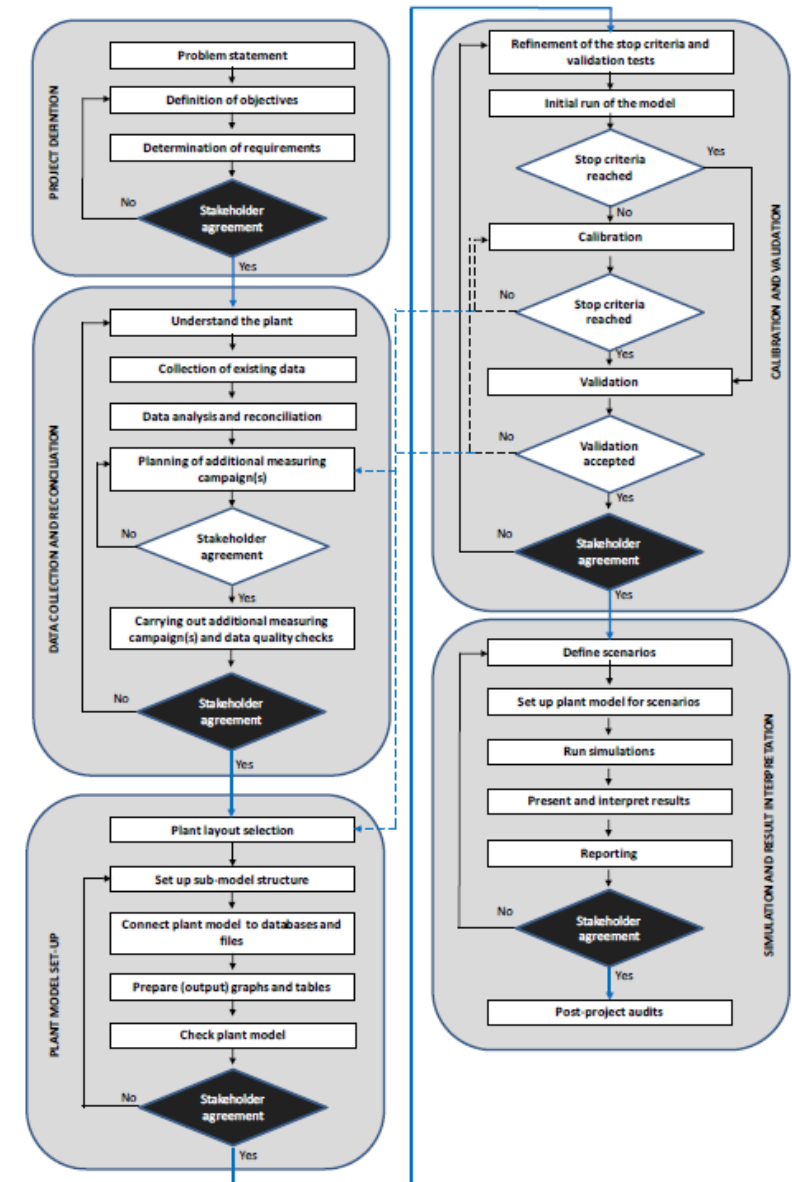 PROJECT DEFINTION
Problem statement
Definition of objectives
Determination of requirements
No
Stakeholder
agreement
Yes
DATA COLLECTION AND RECONCILIATION
Understand the plant
Collection of existing data
Data analysis and reconciliation
Planning of additional measuring
campaign(s)
No
Stakeholder
agreement
Yes
Carrying out additional measuring
campaign(s) and data quality checks
No
Stakeholder
agreement
Yes
PLANT MODEL SET-UP
Plant layout selection
Set up sub-model structure
Connect plant model to databases and
files
Prepare (output) graphs and tables
Check plant model
No
Stakeholder
agreement
Yes
CALIBRATION AND VALIDATION
Refinement of the stop criteria and
validation tests
Initial run of the model
Stop criteria
reached
Yes
No
Calibration
No
Stop criteria
reached
Yes
Validation
No
Validation
accepted
Yes
No
Stakeholder
agreement
Yes
SIMULATION AND RESULT INTERPRETATION
Define scenarios
Set up plant model for scenarios
Run simulations
Present and interpret results
Reporting
No
Stakeholder
agreement
Yes
Post-project audits